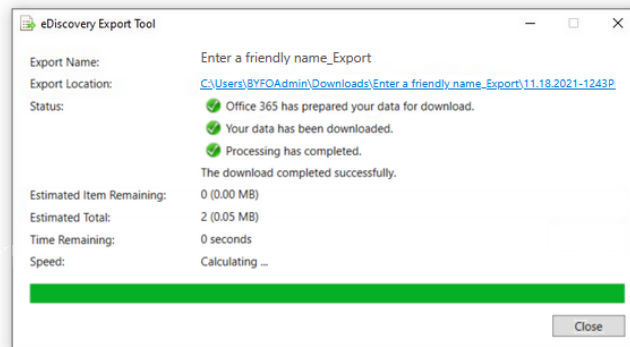 eDiscovery Export Tool
Export Name: Enter a friendly name_Export
Export Location: C:\Users\BYFOAdmin\Downloads\Enter a friendly name_Export\11.18.2021-1243P
Status: Office 365 has prepared your data for download.
Your data has been downloaded.
Processing has completed.
The download completed successfully.
Estimated Item Remaining: 0 (0.00 MB)
Estimated Total: 2 (0.05 MB)
Time Remaining: 0 seconds
Speed: Calculating ...
Close